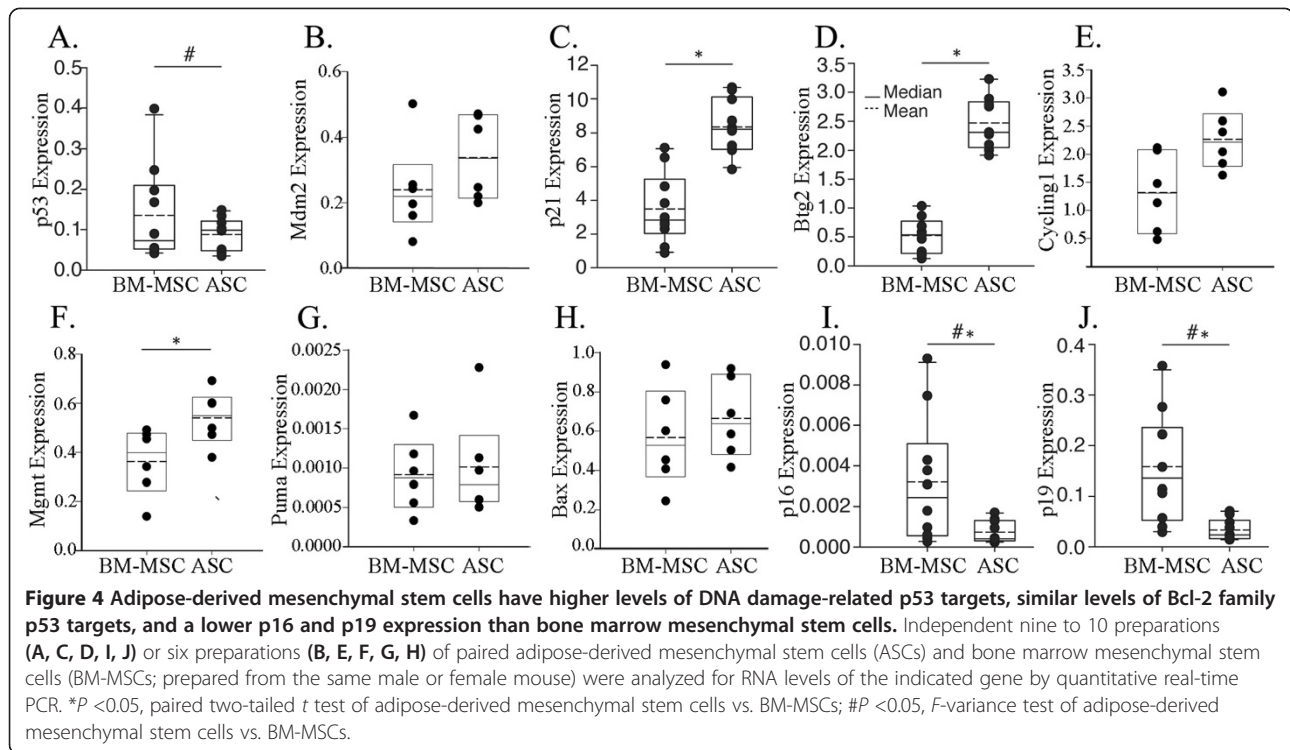 A. B. C. D. E.
#
p53 Expression
0.5
0.4
0.3
0.2
0.1
0.0
BM-MSC ASC
Mdm2 Expression
0.6
0.4
0.2
0.0
BM-MSC ASC
*
p21 Expression
12
10
8
6
4
2
0
BM-MSC ASC
*
Btg2 Expression
3.5
3.0
2.5
2.0
1.5
1.0
0.5
0.0
Median
Mean
BM-MSC ASC
Cycling1 Expression
3.5
3.0
2.5
2.0
1.5
1.0
0.5
BM-MSC ASC
F. G. H. I. J.
*
Mgmt Expression
0.8
0.6
0.4
0.2
0.0
BM-MSC ASC
Puma Expression
0.0025
0.0020
0.0015
0.0010
0.0005
0.0000
BM-MSC ASC
Bax Expression
1.0
0.8
0.6
0.4
0.2
0.0
BM-MSC ASC
#*
p16 Expression
0.010
0.008
0.006
0.004
0.002
0.000
BM-MSC ASC
#*
p19 Expression
0.4
0.3
0.2
0.1
0.0
BM-MSC ASC
Figure 4 Adipose-derived mesenchymal stem cells have higher levels of DNA damage-related p53 targets, similar levels of Bcl-2 family
p53 targets, and a lower p16 and p19 expression than bone marrow mesenchymal stem cells. Independent nine to 10 preparations
(A, C, D, I, J) or six preparations (B, E, F, G, H) of paired adipose-derived mesenchymal stem cells (ASCs) and bone marrow mesenchymal stem
cells (BM-MSCs; prepared from the same male or female mouse) were analyzed for RNA levels of the indicated gene by quantitative real-time
PCR. *P <0.05, paired two-tailed t test of adipose-derived mesenchymal stem cells vs. BM-MSCs; #P <0.05, F-variance test of adipose-derived
mesenchymal stem cells vs. BM-MSCs.